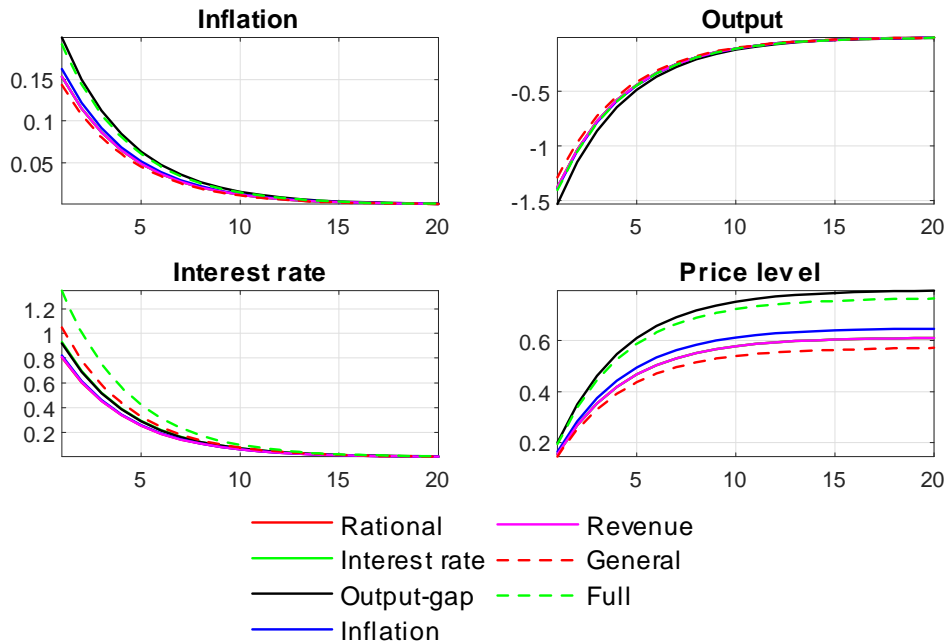 Inflation
0.15
0.1
0.05
5 10 15 20
Output
-0.5
-1
-1.5
5 10 15 20
Interest rate
1.2
1
0.8
0.6
0.4
0.2
5 10 15 20
Price level
0.6
0.4
0.2
5 10 15 20
Rational
Interest rate
Output-gap
Inflation
Revenue
General
Full